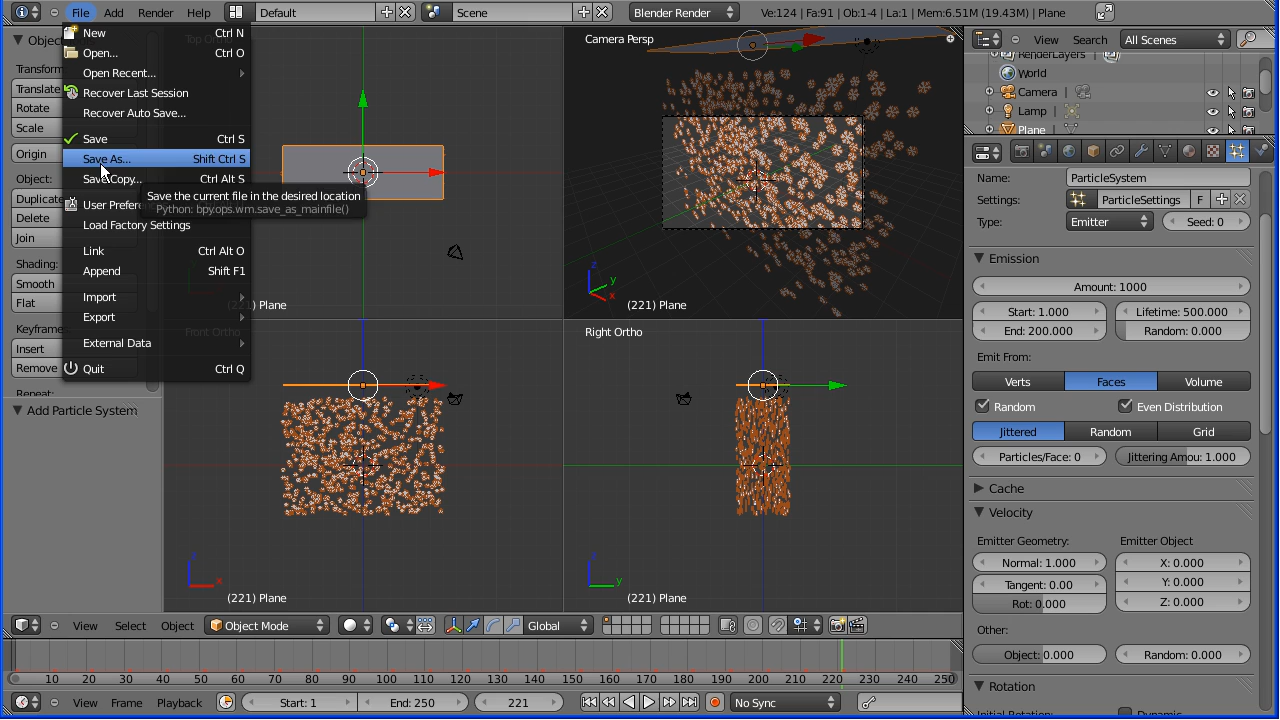 File Add Render Help Default Scene Blender Render Ve:124 | Fa:91 | Ob:1-4 | La:1 | Mem:6.51M (19.43M) | Plane
New Ctrl N
Open... Ctrl O
Open Recent...
Recover Last Session
Recover Auto Save...
Save Ctrl S
Save As... Shift Ctrl S
Save Copy... Ctrl Alt S
Save the current file in the desired location
Python: bpy.ops.wm.save_as_mainfile()
User Prefere
Load Factory Settings
Link Ctrl Alt O
Append Shift F1
Import
Export
External Data
Quit Ctrl Q
Object
Transform
Translate
Rotate
Scale
Origin
Object:
Duplicate
Delete
Join
Shading:
Smooth
Flat
Keyframe
Insert
Remove
Repeat:
Add Particle System
Camera Persp
z
y
x
(221) Plane
(221) Plane
Front Ortho
x
(221) Plane
Right Ortho
y
(221) Plane
View Select Object Object Mode Global
10 20 30 40 50 60 70 80 90 100 110 120 130 140 150 160 170 180 190 200 210 220 230 240 250
View Frame Playback Start: 1 End: 250 221 No Sync
View Search All Scenes
RenderLayers
World
Camera
Lamp
Plane
Name: ParticleSystem
Settings: ParticleSettings F
Type: Emitter Seed: 0
Emission
Amount: 1000
Start: 1.000 Lifetime: 500.000
End: 200.000 Random: 0.000
Emit From:
Verts Faces Volume
Random Even Distribution
Jittered Random Grid
Particles/Face: 0 Jittering Amou: 1.000
Cache
Velocity
Emitter Geometry: Emitter Object
Normal: 1.000 X: 0.000
Tangent: 0.00 Y: 0.000
Rot: 0.000 Z: 0.000
Other:
Object: 0.000 Random: 0.000
Rotation
Initial Rotation: Dynamic